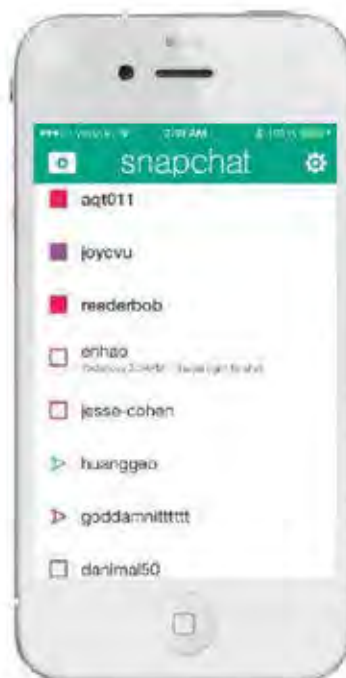 snapchat
aqt011
joycvu
reederbob
enhao
jesse-cohen
huanggao
goddamnitttttt
danimal50